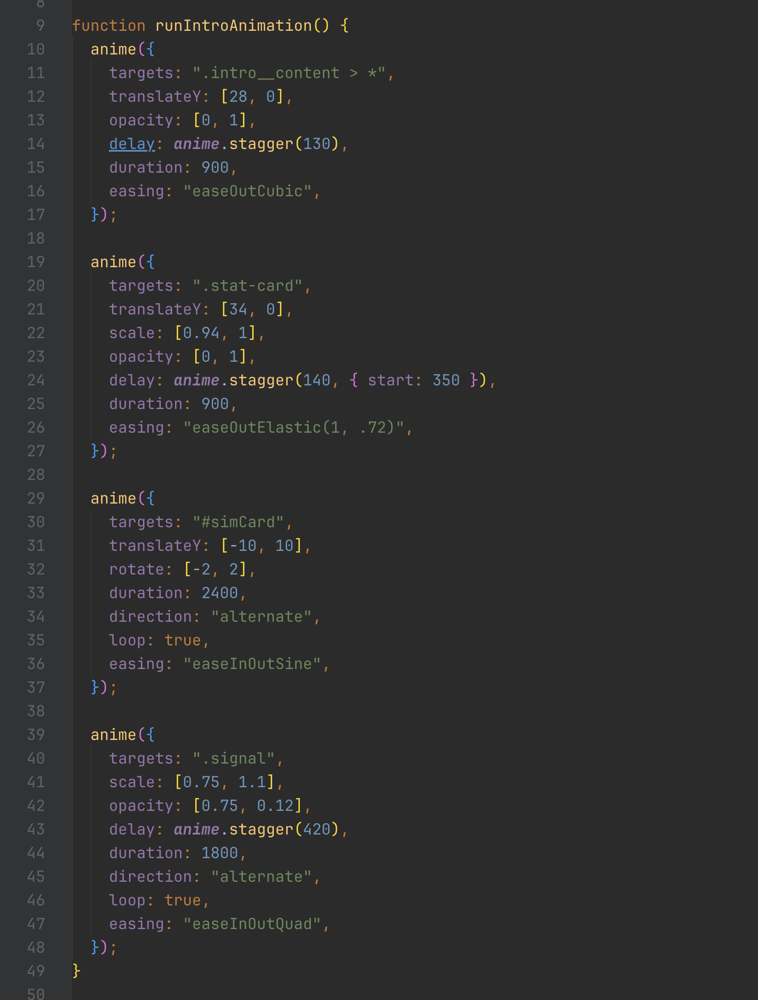 8
9 function runIntroAnimation() {
10   anime({
11     targets: ".intro__content > *",
12     translateY: [28, 0],
13     opacity: [0, 1],
14     delay: anime.stagger(130),
15     duration: 900,
16     easing: "easeOutCubic",
17   });
18
19   anime({
20     targets: ".stat-card",
21     translateY: [34, 0],
22     scale: [0.94, 1],
23     opacity: [0, 1],
24     delay: anime.stagger(140, { start: 350 }),
25     duration: 900,
26     easing: "easeOutElastic(1, .72)",
27   });
28
29   anime({
30     targets: "#simCard",
31     translateY: [-10, 10],
32     rotate: [-2, 2],
33     duration: 2400,
34     direction: "alternate",
35     loop: true,
36     easing: "easeInOutSine",
37   });
38
39   anime({
40     targets: ".signal",
41     scale: [0.75, 1.1],
42     opacity: [0.75, 0.12],
43     delay: anime.stagger(420),
44     duration: 1800,
45     direction: "alternate",
46     loop: true,
47     easing: "easeInOutQuad",
48   });
49 }
50